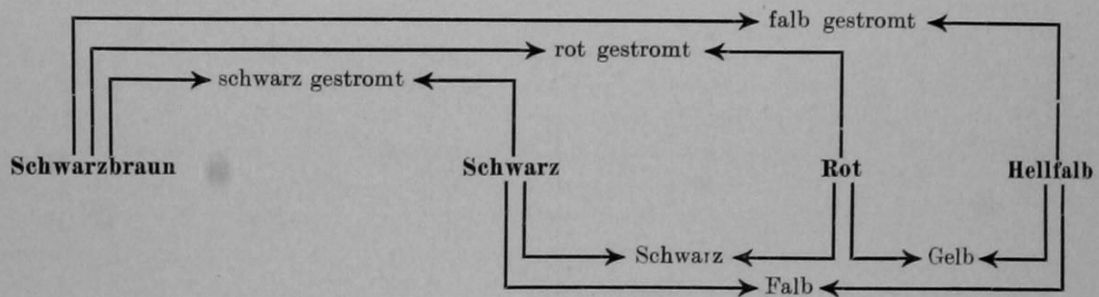 falb gestromt
rot gestromt
schwarz gestromt
Schwarzbraun Schwarz Rot Hellfalb
Schwarz Gelb
Falb